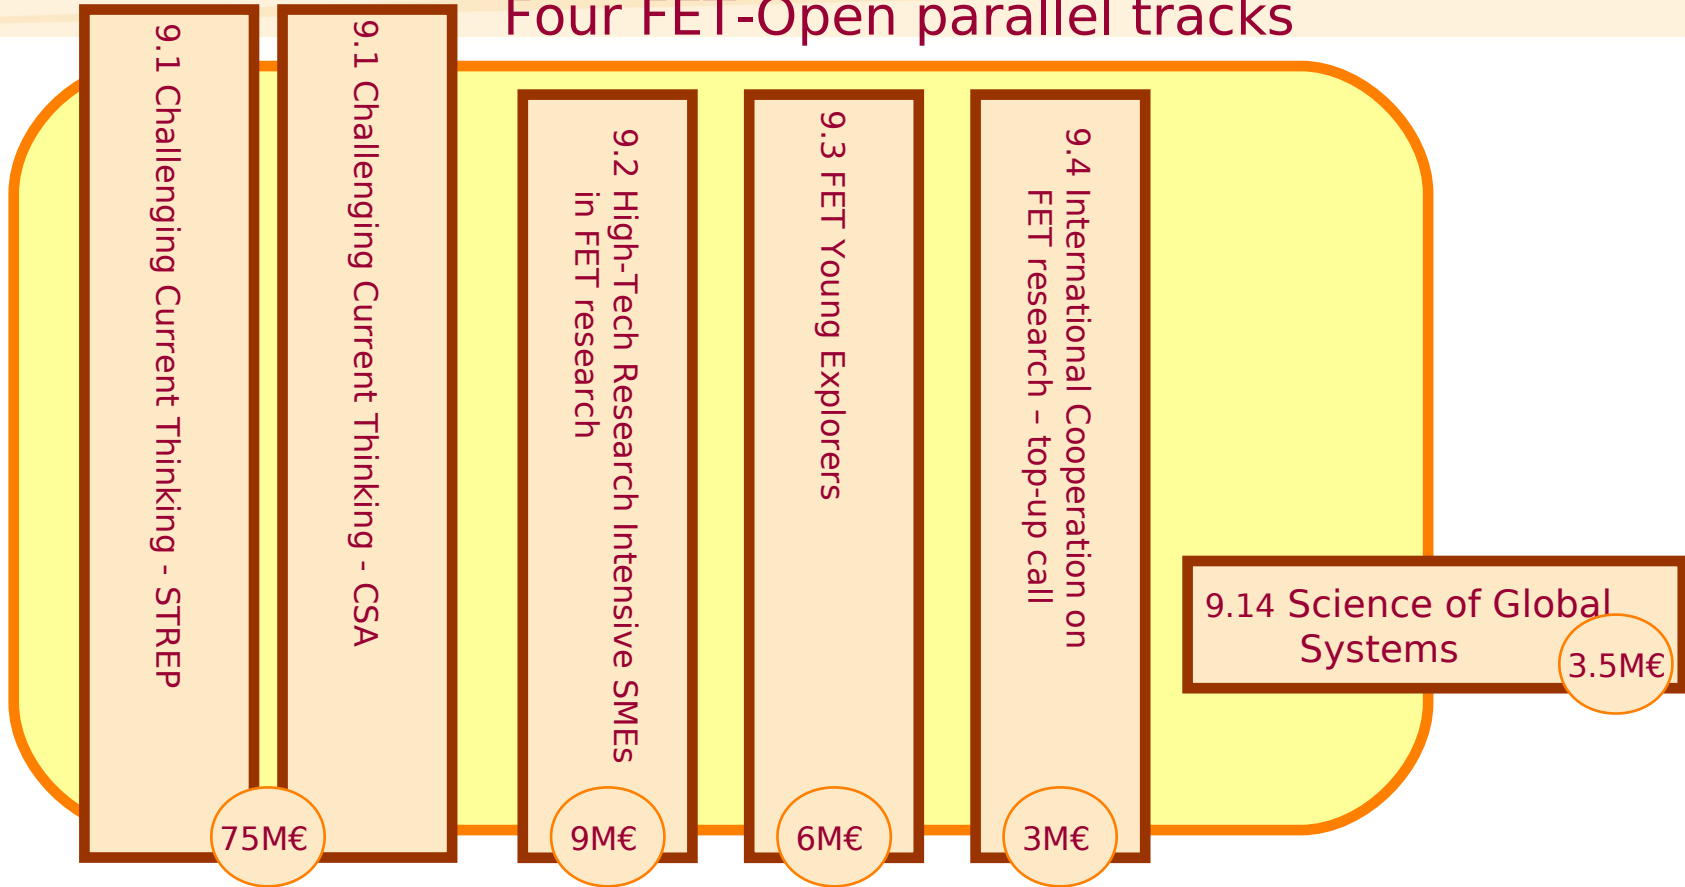 Four FET-Open parallel tracks
9.1 Challenging Current Thinking - STREP
9.1 Challenging Current Thinking - CSA
75M€
9.2 High-Tech Research Intensive SMEs
in FET research
9M€
9.3 FET Young Explorers
6M€
9.4 International Cooperation on
FET research – top-up call
3M€
9.14 Science of Global
Systems
3.5M€